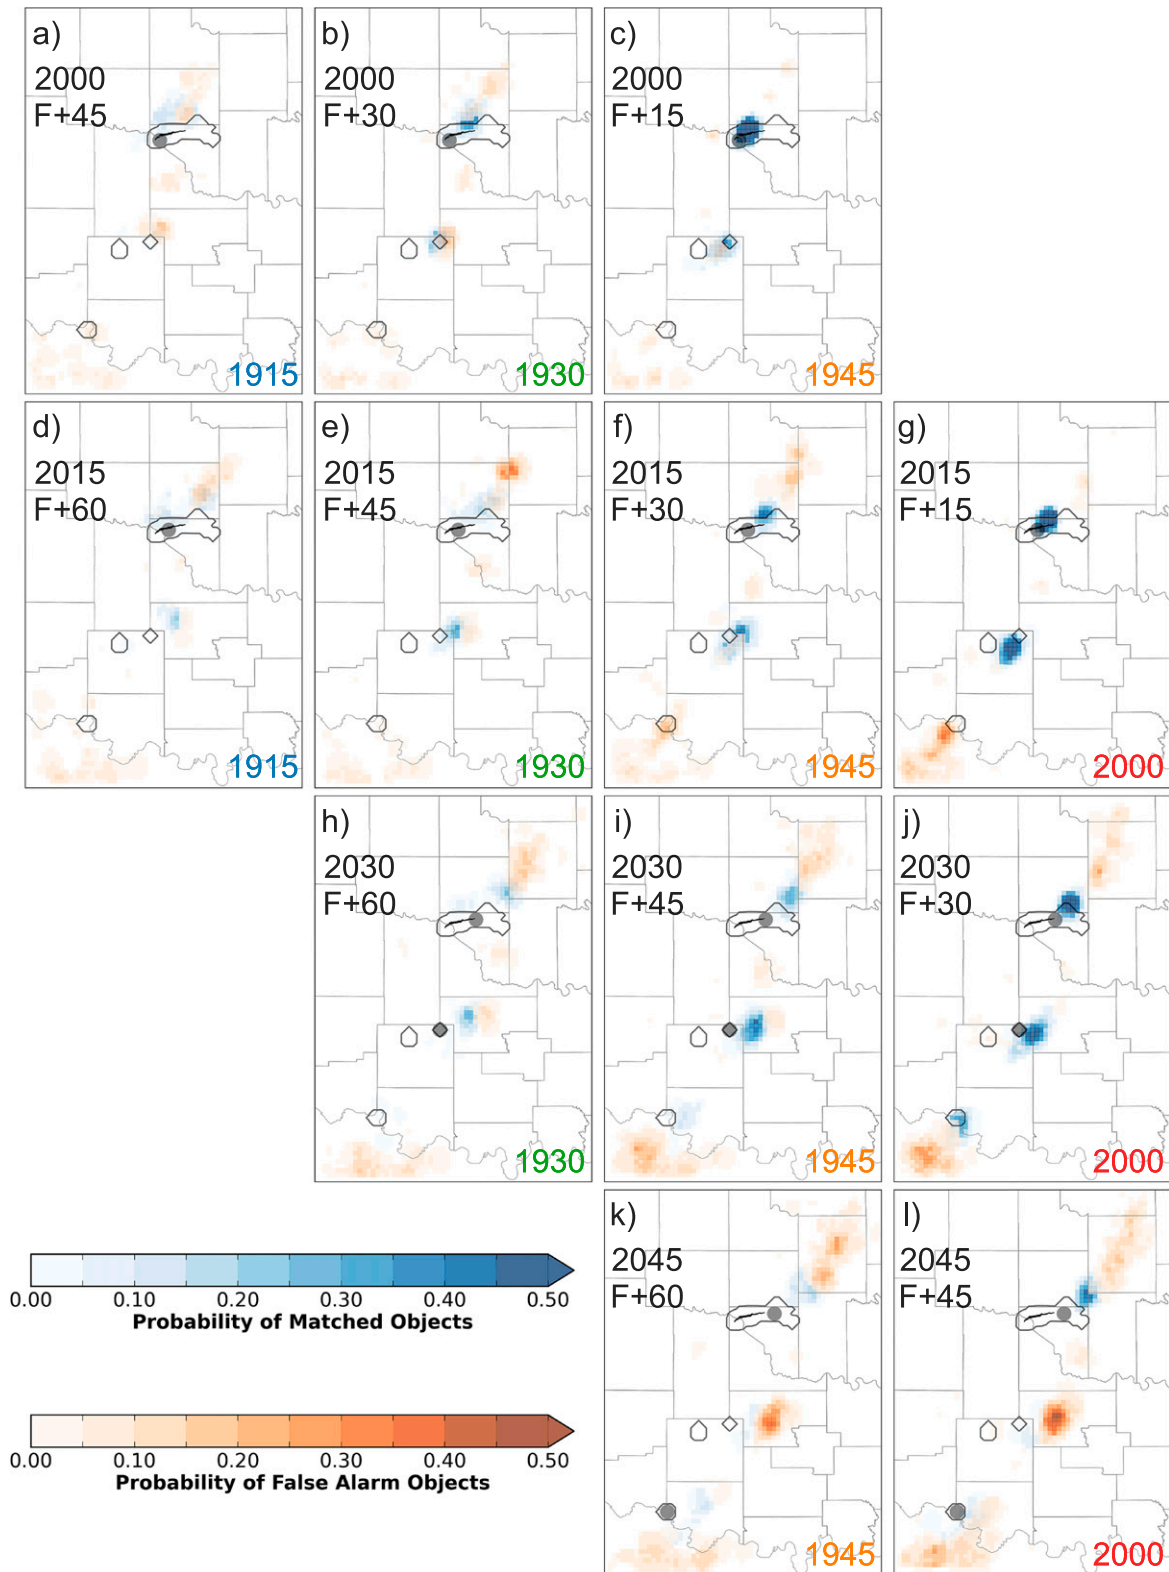 a)
2000
F+45
1915
b)
2000
F+30
1930
c)
2000
F+15
1945
d)
2015
F+60
1915
e)
2015
F+45
1930
f)
2015
F+30
1945
g)
2015
F+15
2000
h)
2030
F+60
1930
i)
2030
F+45
1945
j)
2030
F+30
2000
k)
2045
F+60
1945
l)
2045
F+45
2000
0.00 0.10 0.20 0.30 0.40 0.50
Probability of Matched Objects
0.00 0.10 0.20 0.30 0.40 0.50
Probability of False Alarm Objects